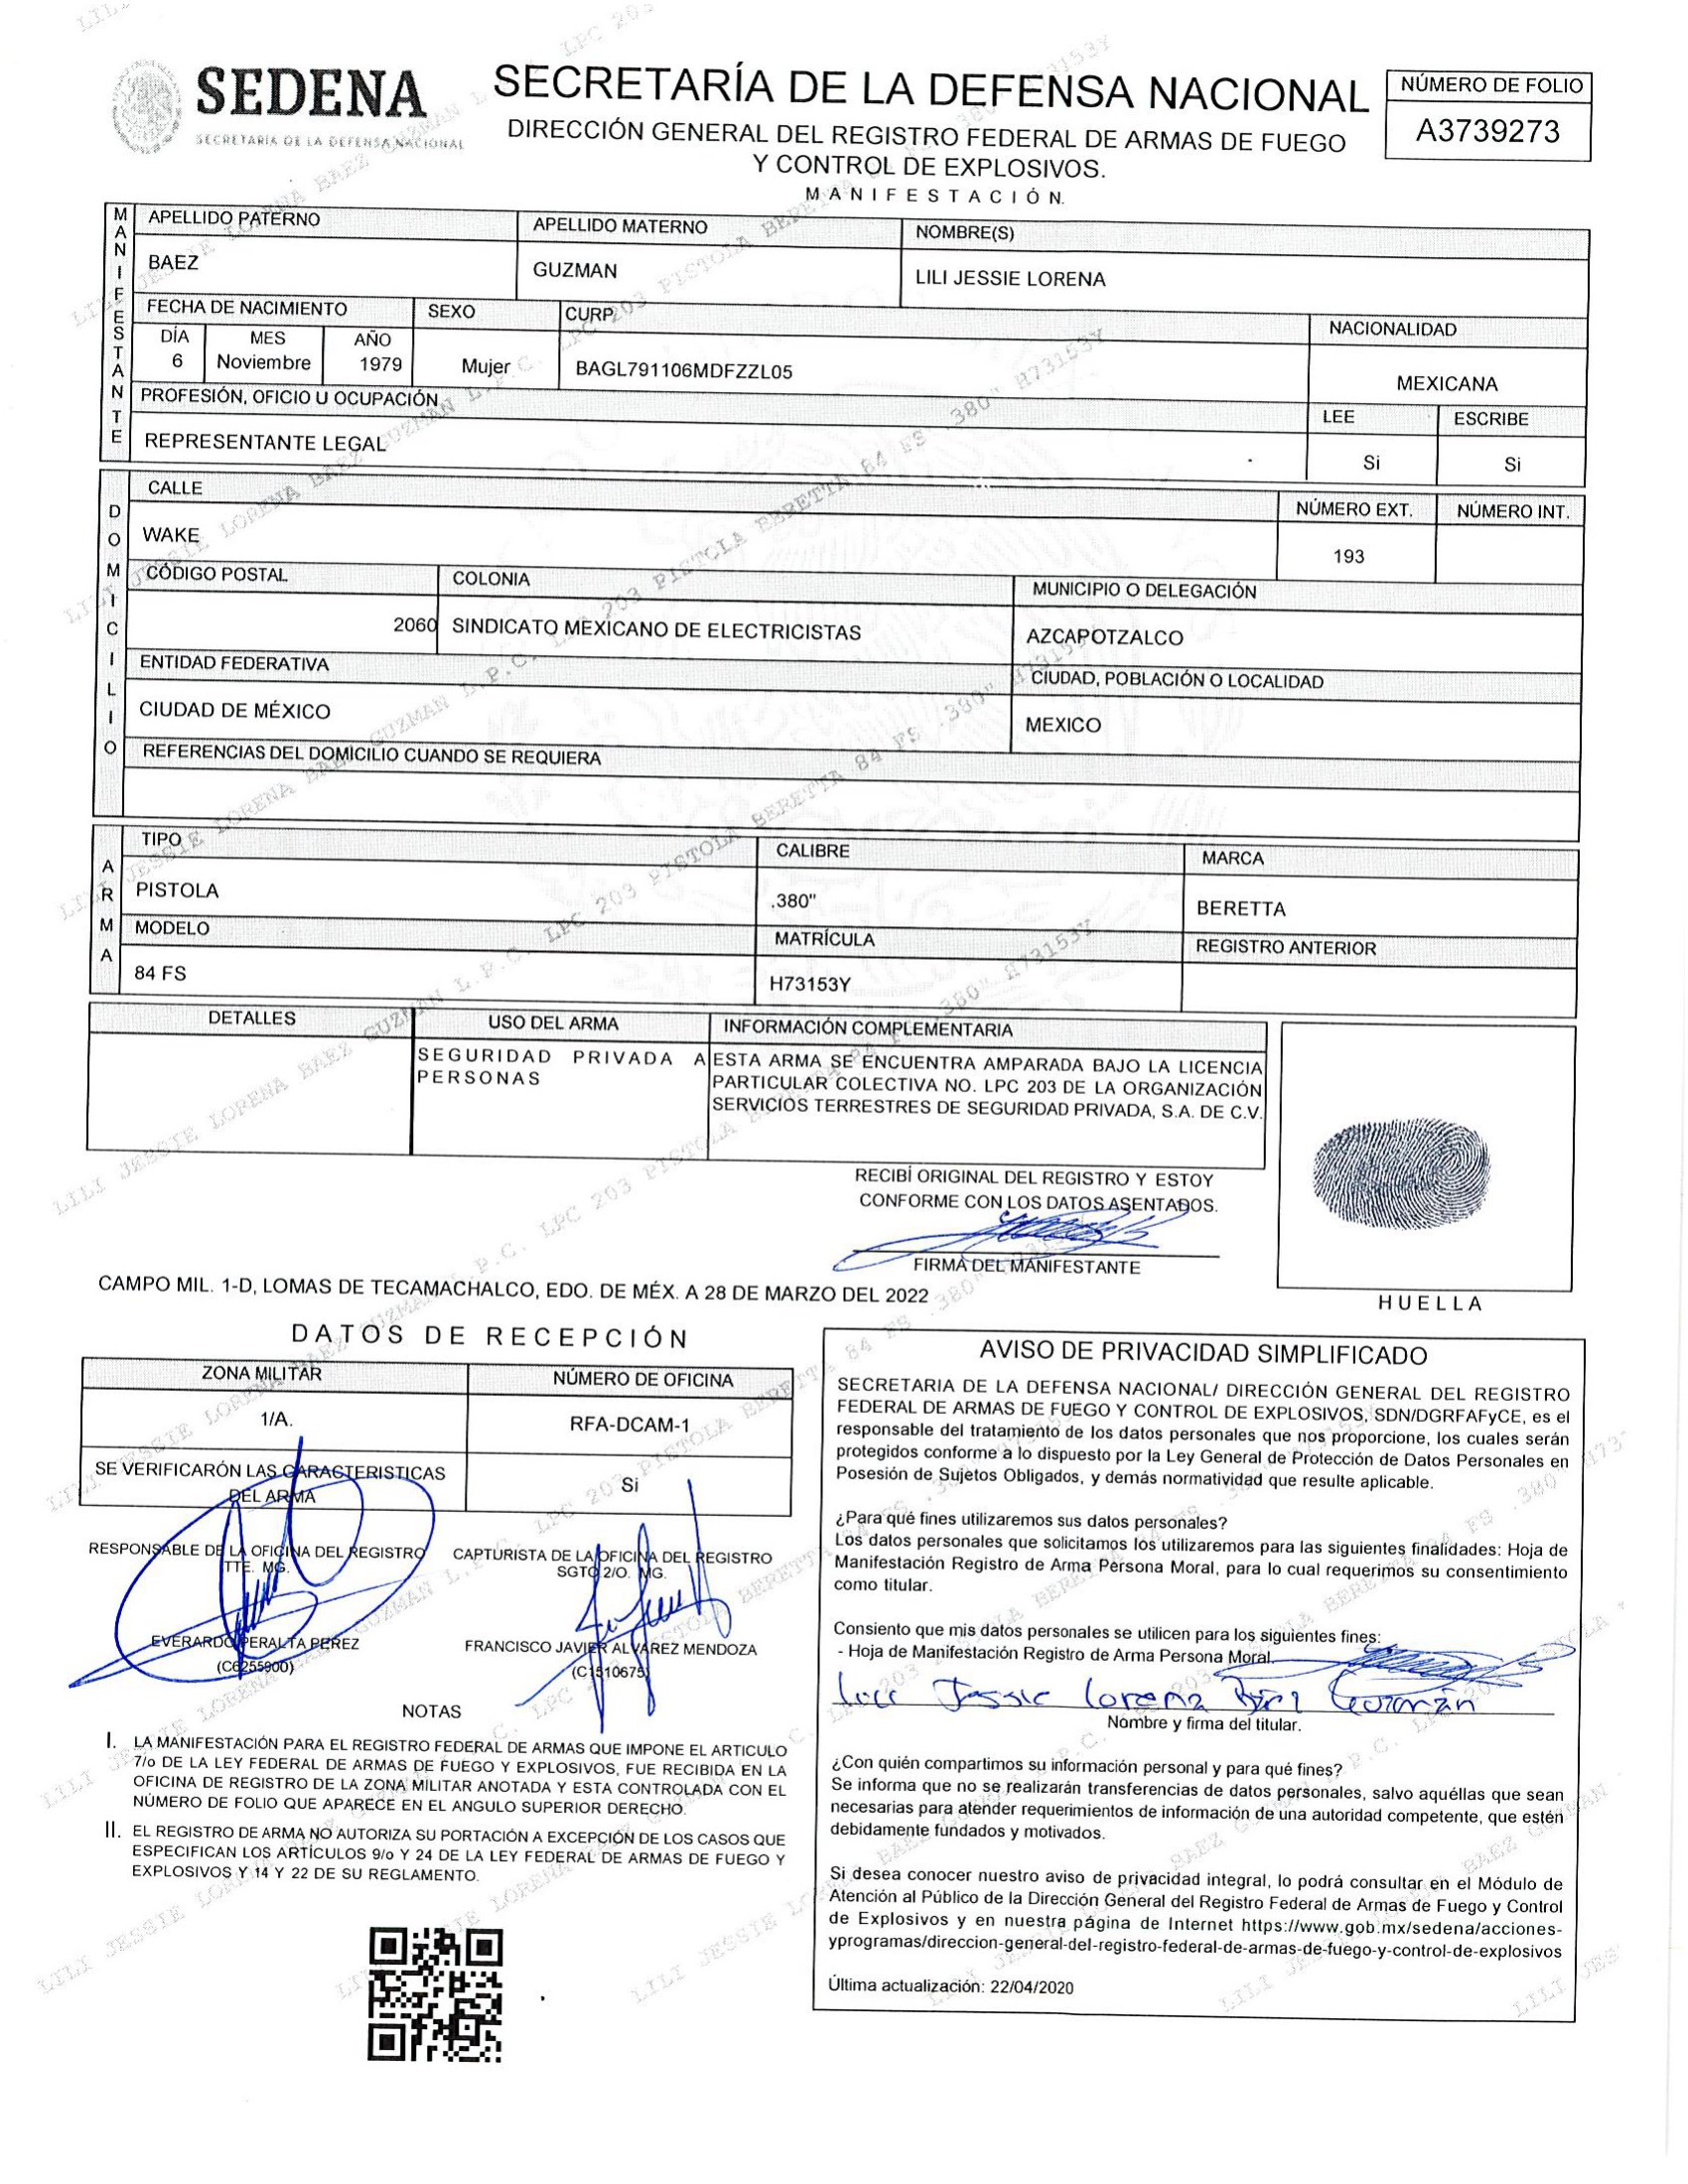 SEDENA
SECRETARÍA DE LA DEFENSA NACIONAL
SECRETARÍA DE LA DEFENSA NACIONAL
DIRECCIÓN GENERAL DEL REGISTRO FEDERAL DE ARMAS DE FUEGO
Y CONTROL DE EXPLOSIVOS.
MANIFESTACIÓN.
NÚMERO DE FOLIO
A3739273
MANIFESTANTE
APELLIDO PATERNO APELLIDO MATERNO NOMBRE(S)
BAEZ GUZMAN LILI JESSIE LORENA
FECHA DE NACIMIENTO SEXO CURP NACIONALIDAD
DÍA MES AÑO
6 Noviembre 1979 Mujer BAGL791106MDFZZL05 MEXICANA
PROFESIÓN, OFICIO U OCUPACIÓN LEE ESCRIBE
REPRESENTANTE LEGAL Si Si
DOMICILIO
CALLE NÚMERO EXT. NÚMERO INT.
WAKE 193
CÓDIGO POSTAL COLONIA MUNICIPIO O DELEGACIÓN
2060 SINDICATO MEXICANO DE ELECTRICISTAS AZCAPOTZALCO
ENTIDAD FEDERATIVA CIUDAD, POBLACIÓN O LOCALIDAD
CIUDAD DE MÉXICO MEXICO
REFERENCIAS DEL DOMICILIO CUANDO SE REQUIERA
ARMA
TIPO CALIBRE MARCA
PISTOLA .380" BERETTA
MODELO MATRÍCULA REGISTRO ANTERIOR
84 FS H73153Y
DETALLES USO DEL ARMA INFORMACIÓN COMPLEMENTARIA
SEGURIDAD PRIVADA A
PERSONAS
ESTA ARMA SE ENCUENTRA AMPARADA BAJO LA LICENCIA
PARTICULAR COLECTIVA NO. LPC 203 DE LA ORGANIZACIÓN
SERVICIOS TERRESTRES DE SEGURIDAD PRIVADA, S.A. DE C.V.
RECIBÍ ORIGINAL DEL REGISTRO Y ESTOY
CONFORME CON LOS DATOS ASENTADOS.
FIRMA DEL MANIFESTANTE
HUELLA
CAMPO MIL. 1-D, LOMAS DE TECAMACHALCO, EDO. DE MÉX. A 28 DE MARZO DEL 2022
DATOS DE RECEPCIÓN
ZONA MILITAR NÚMERO DE OFICINA
1/A. RFA-DCAM-1
SE VERIFICARÓN LAS CARACTERISTICAS
DEL ARMA
Si
RESPONSABLE DE LA OFICINA DEL REGISTRO
TTE. MG.
EVERARDO PERALTA PEREZ
(C6255900)
CAPTURISTA DE LA OFICINA DEL REGISTRO
SGTO 2/O. MG.
FRANCISCO JAVIER ALVAREZ MENDOZA
(C1510675)
NOTAS
I. LA MANIFESTACIÓN PARA EL REGISTRO FEDERAL DE ARMAS QUE IMPONE EL ARTICULO
7/o DE LA LEY FEDERAL DE ARMAS DE FUEGO Y EXPLOSIVOS, FUE RECIBIDA EN LA
OFICINA DE REGISTRO DE LA ZONA MILITAR ANOTADA Y ESTA CONTROLADA CON EL
NÚMERO DE FOLIO QUE APARECE EN EL ANGULO SUPERIOR DERECHO.
II. EL REGISTRO DE ARMA NO AUTORIZA SU PORTACIÓN A EXCEPCIÓN DE LOS CASOS QUE
ESPECIFICAN LOS ARTÍCULOS 9/o Y 24 DE LA LEY FEDERAL DE ARMAS DE FUEGO Y
EXPLOSIVOS Y 14 Y 22 DE SU REGLAMENTO.
AVISO DE PRIVACIDAD SIMPLIFICADO
SECRETARIA DE LA DEFENSA NACIONAL/ DIRECCIÓN GENERAL DEL REGISTRO
FEDERAL DE ARMAS DE FUEGO Y CONTROL DE EXPLOSIVOS, SDN/DGRFAFyCE, es el
responsable del tratamiento de los datos personales que nos proporcione, los cuales serán
protegidos conforme a lo dispuesto por la Ley General de Protección de Datos Personales en
Posesión de Sujetos Obligados, y demás normatividad que resulte aplicable.
¿Para qué fines utilizaremos sus datos personales?
Los datos personales que solicitamos los utilizaremos para las siguientes finalidades: Hoja de
Manifestación Registro de Arma Persona Moral, para lo cual requerimos su consentimiento
como titular.
Consiento que mis datos personales se utilicen para los siguientes fines:
- Hoja de Manifestación Registro de Arma Persona Moral.
Jessie Lorena Guzmán
Nombre y firma del titular.
¿Con quién compartimos su información personal y para qué fines?
Se informa que no se realizarán transferencias de datos personales, salvo aquéllas que sean
necesarias para atender requerimientos de información de una autoridad competente, que estén
debidamente fundados y motivados.
Si desea conocer nuestro aviso de privacidad integral, lo podrá consultar en el Módulo de
Atención al Público de la Dirección General del Registro Federal de Armas de Fuego y Control
de Explosivos y en nuestra página de Internet https://www.gob.mx/sedena/acciones-
yprogramas/direccion-general-del-registro-federal-de-armas-de-fuego-y-control-de-explosivos
Última actualización: 22/04/2020
LILI JESSIE LORENA BAEZ GUZMAN L.P.C. LPC 203 PISTOLA BERETTA 84 FS .380" H73153Y